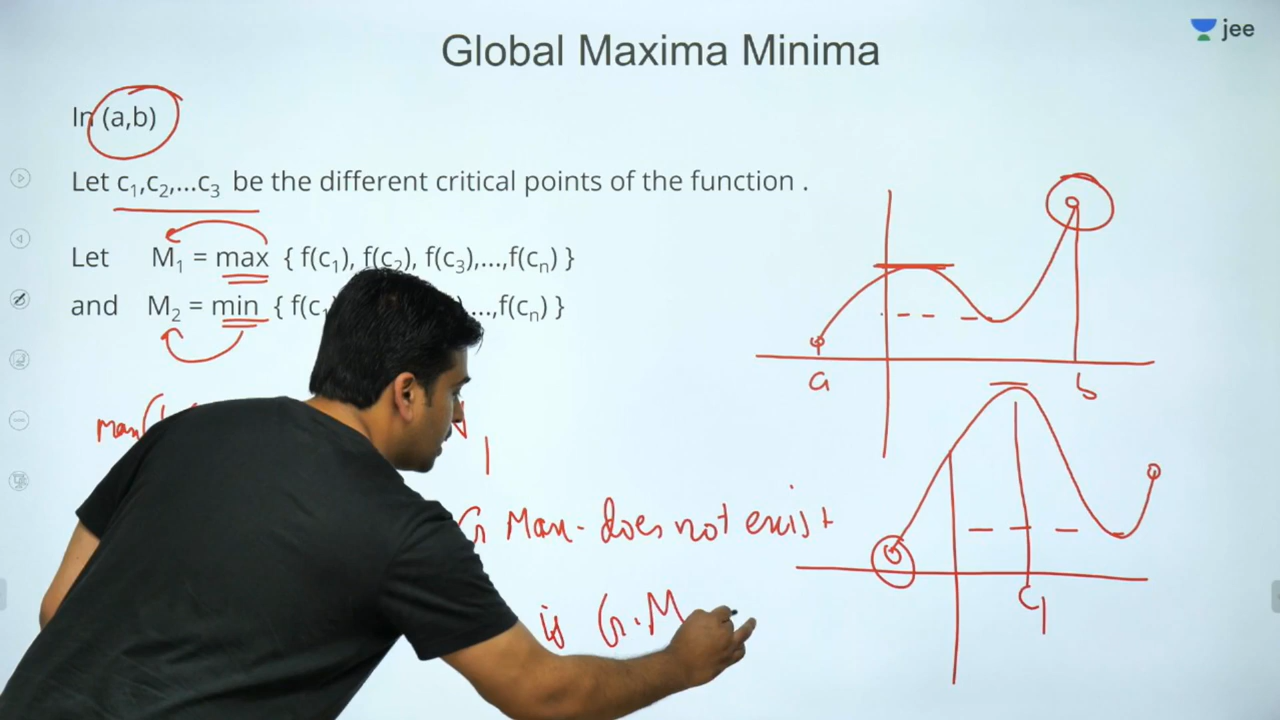 Global Maxima Minima
jee
In (a,b)
Let c₁,c₂,...c₃ be the different critical points of the function .
Let M₁ = max { f(c₁), f(c₂), f(c₃),...,f(cₙ) }
and M₂ = min { f(c₁ ...,f(cₙ) }
a
b
Max(
G Max. does not exist
C₁
is G.M